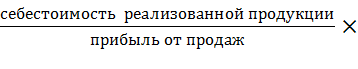 себестоимость реализованной продукции
прибыль от продаж
×